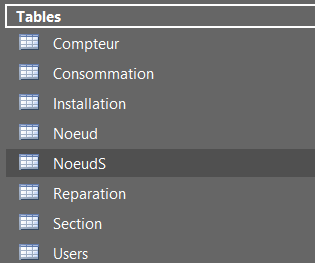 Tables
Compteur
Consommation
Installation
Noeud
NoeudS
Reparation
Section
Users